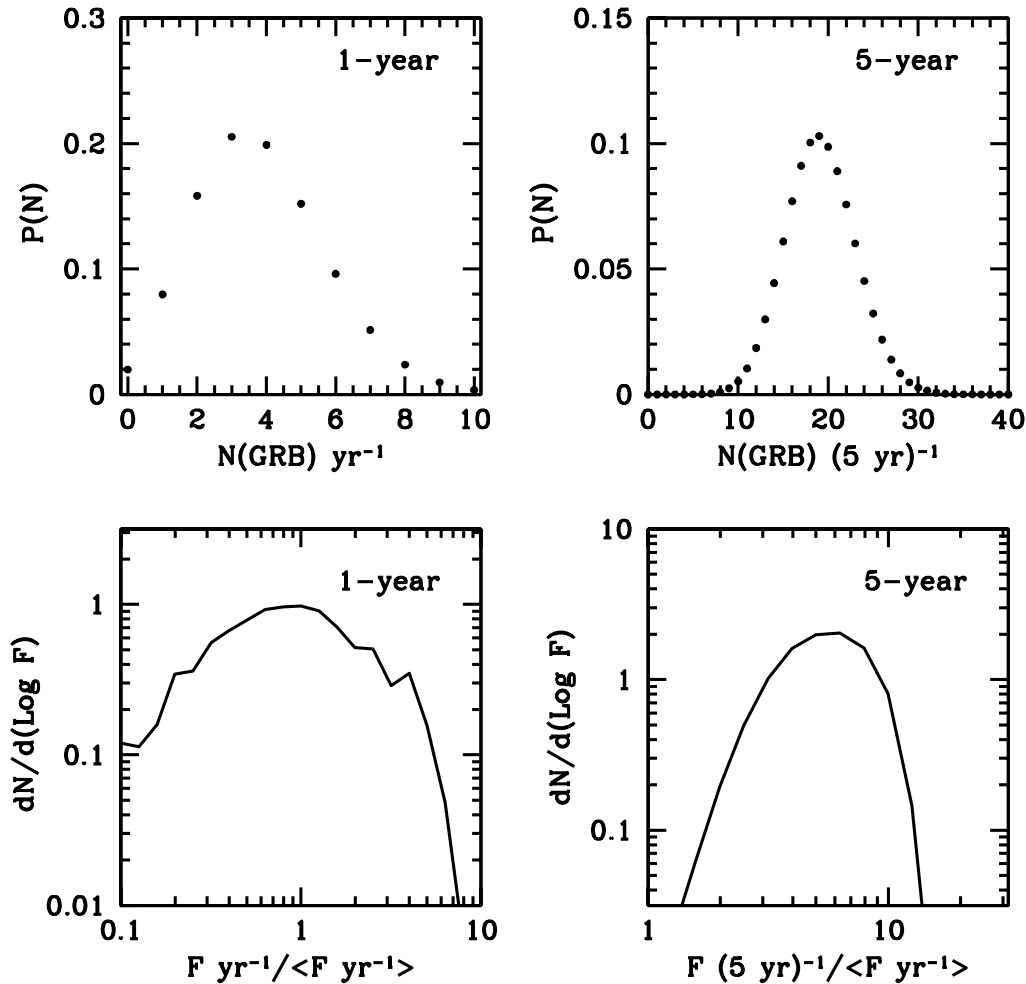 0.3
1-year
0.2
P(N)
0.1
0
0 2 4 6 8 10
N(GRB) yr⁻¹
0.15
5-year
0.1
P(N)
0.05
0
0 10 20 30 40
N(GRB) (5 yr)⁻¹
1-year
1
dN/d(Log F)
0.1
0.01
0.1 1 10
F yr⁻¹/<F yr⁻¹>
10
5-year
1
dN/d(Log F)
0.1
1 10
F (5 yr)⁻¹/<F yr⁻¹>